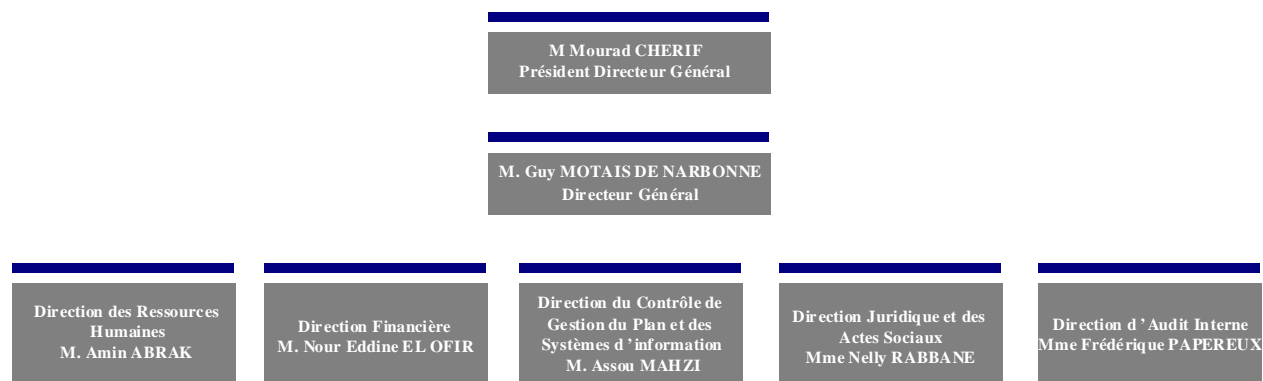 M Mourad CHERIF
Président Directeur Général
M. Guy MOTAIS DE NARBONNE
Directeur Général
Direction des Ressources
Humaines
M. Amin ABRAK
Direction Financière
M. Nour Eddine EL OFIR
Direction du Contrôle de
Gestion du Plan et des
Systèmes d ’information
M. Assou MAHZI
Direction Juridique et des
Actes Sociaux
Mme Nelly RABBANE
Direction d ’Audit Interne
Mme Frédérique PAPEREUX